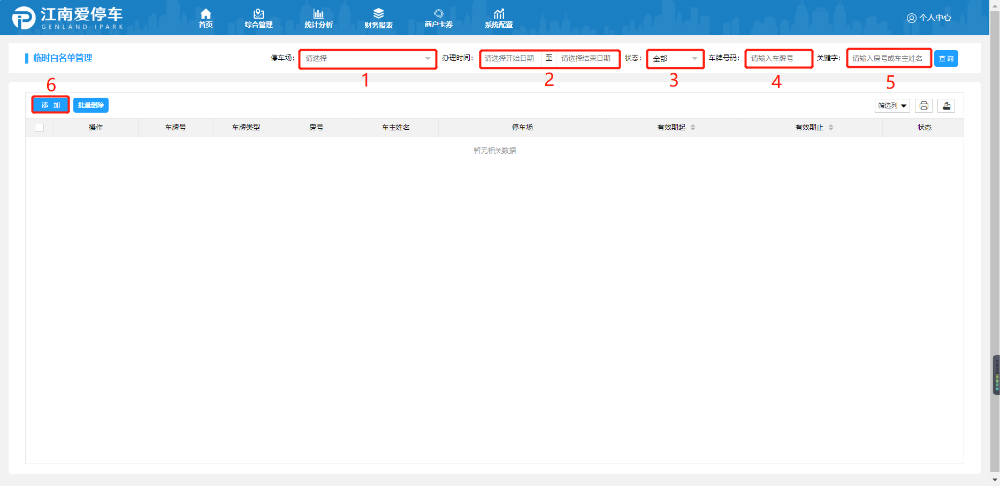 江南爱停车
GENLAND IPARK
首页 综合管理 统计分析 财务报表 商户卡券 系统配置 个人中心
临时白名单管理 停车场： 请选择 办理时间： 请选择开始日期 至 请选择结束日期 状态： 全部 车牌号码： 请输入车牌号 关键字： 请输入房号或车主姓名 查 询
6 1 2 3 4 5
添 加 批量删除 筛选列
操作 车牌号 车牌类型 房号 车主姓名 停车场 有效期起 有效期止 状态
暂无相关数据